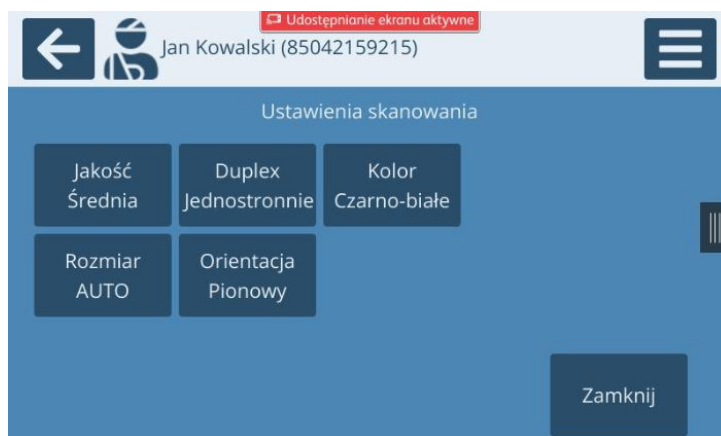 Udostępnianie ekranu aktywne
Jan Kowalski (85042159215)
Ustawienia skanowania
Jakość
Średnia
Duplex
Jednostronnie
Kolor
Czarno-białe
Rozmiar
AUTO
Orientacja
Pionowy
Zamknij